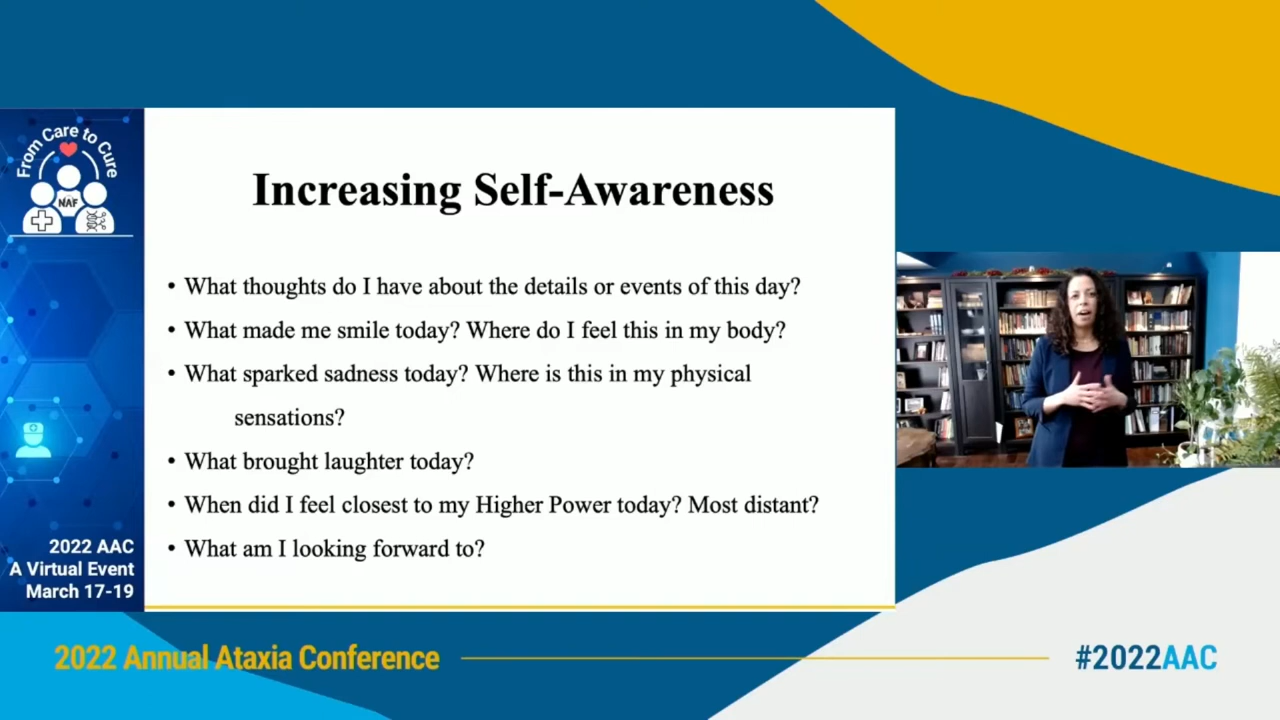 From Care to Cure
NAF
Increasing Self-Awareness
• What thoughts do I have about the details or events of this day?
• What made me smile today? Where do I feel this in my body?
• What sparked sadness today? Where is this in my physical
sensations?
• What brought laughter today?
• When did I feel closest to my Higher Power today? Most distant?
• What am I looking forward to?
2022 AAC
A Virtual Event
March 17-19
2022 Annual Ataxia Conference
#2022AAC